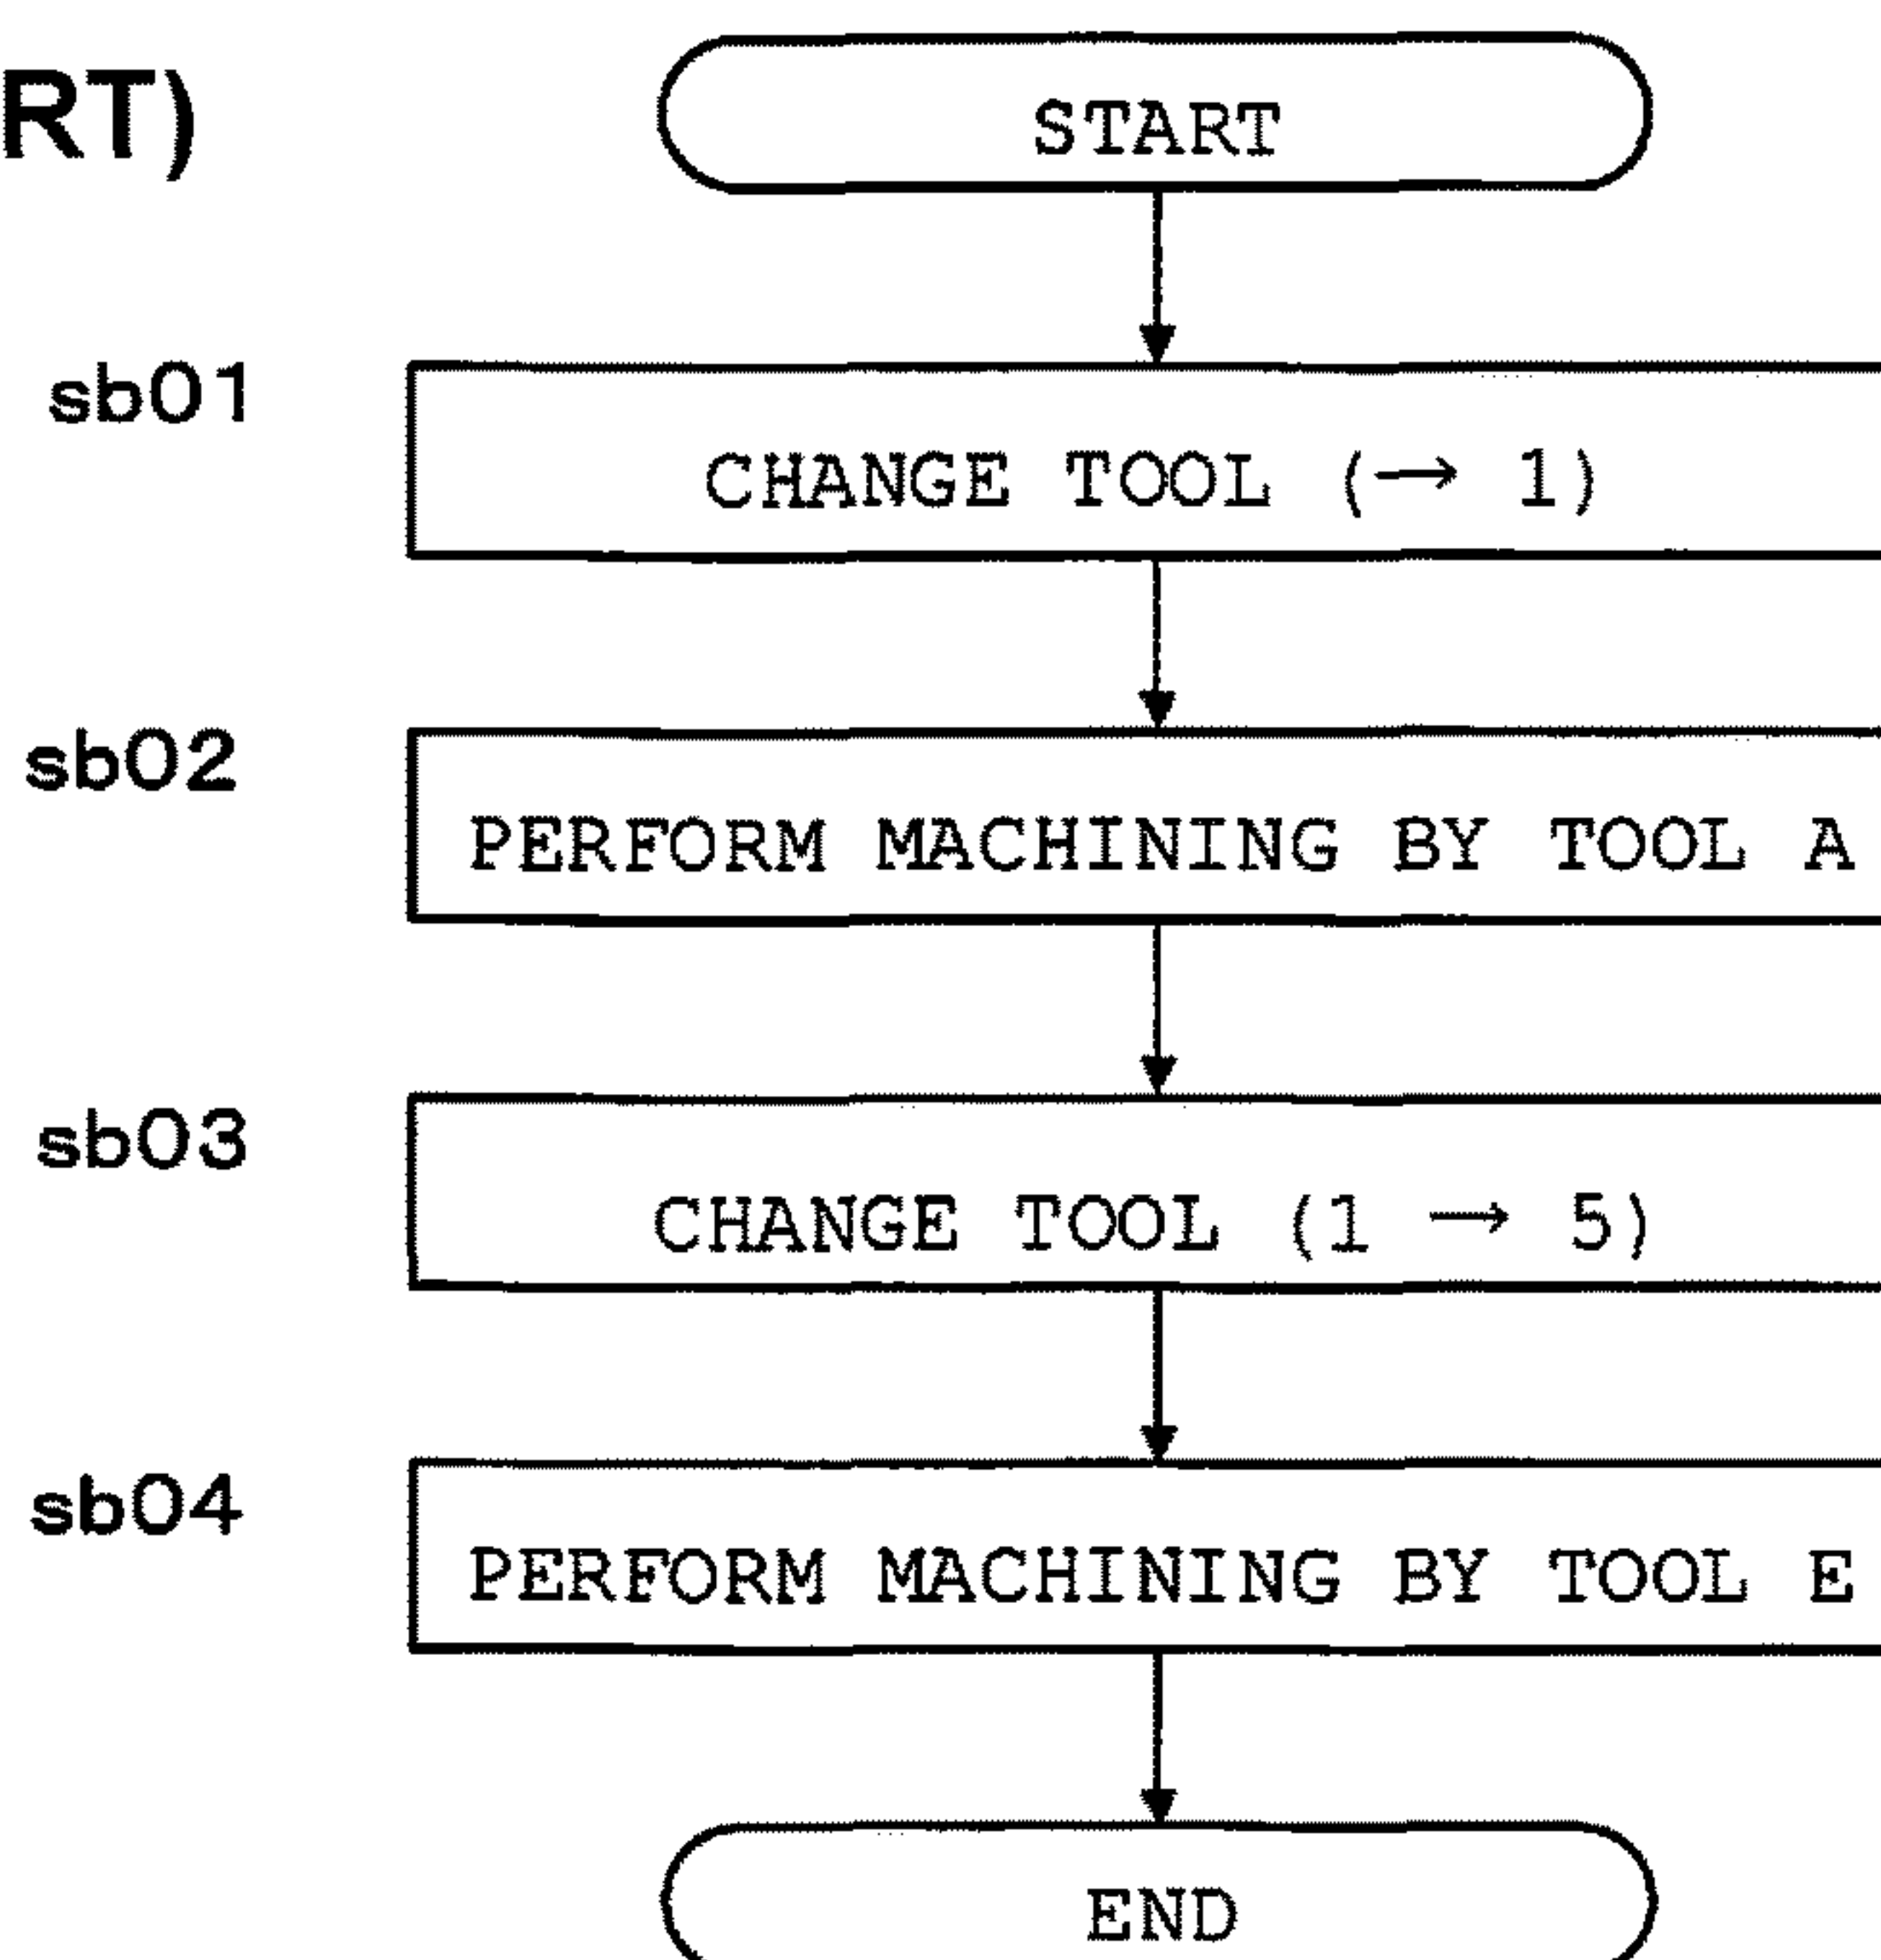 RT)
START
sb01
CHANGE TOOL (→ 1)
sb02
PERFORM MACHINING BY TOOL A
sb03
CHANGE TOOL (1 → 5)
sb04
PERFORM MACHINING BY TOOL E
END